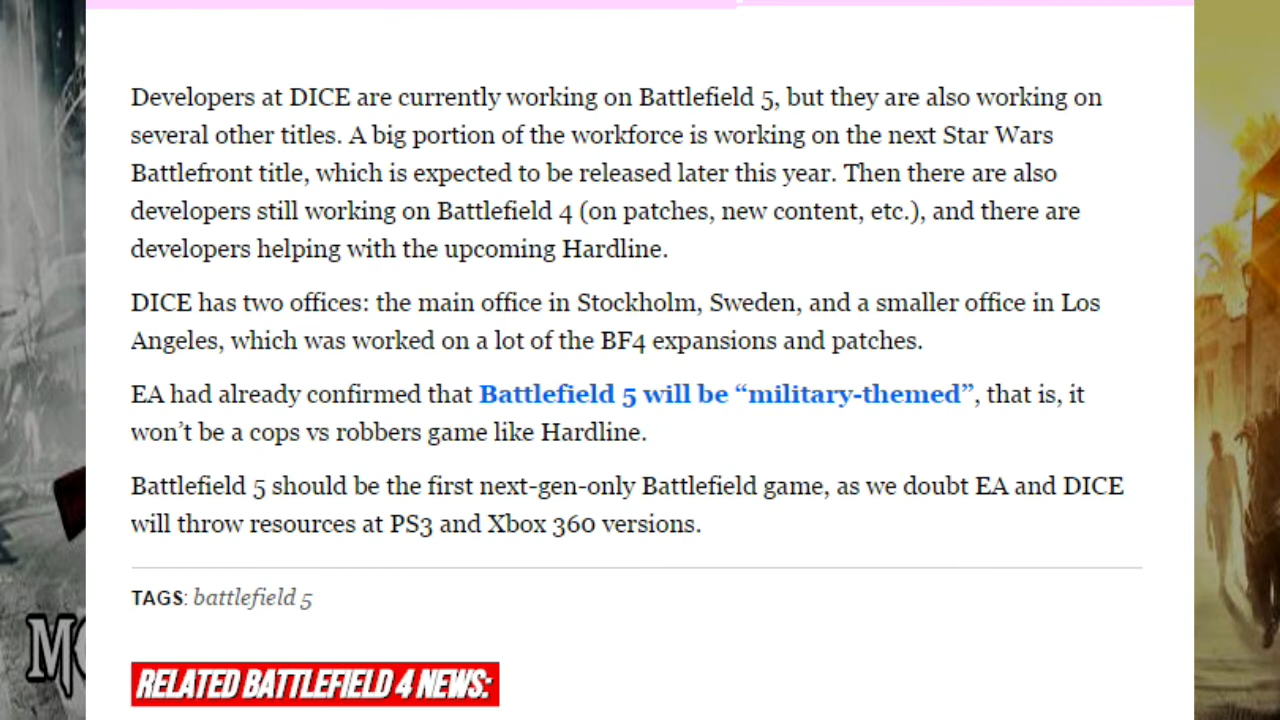 Developers at DICE are currently working on Battlefield 5, but they are also working on
several other titles. A big portion of the workforce is working on the next Star Wars
Battlefront title, which is expected to be released later this year. Then there are also
developers still working on Battlefield 4 (on patches, new content, etc.), and there are
developers helping with the upcoming Hardline.
DICE has two offices: the main office in Stockholm, Sweden, and a smaller office in Los
Angeles, which was worked on a lot of the BF4 expansions and patches.
EA had already confirmed that Battlefield 5 will be “military-themed”, that is, it
won’t be a cops vs robbers game like Hardline.
Battlefield 5 should be the first next-gen-only Battlefield game, as we doubt EA and DICE
will throw resources at PS3 and Xbox 360 versions.
TAGS: battlefield 5
RELATED BATTLEFIELD 4 NEWS: